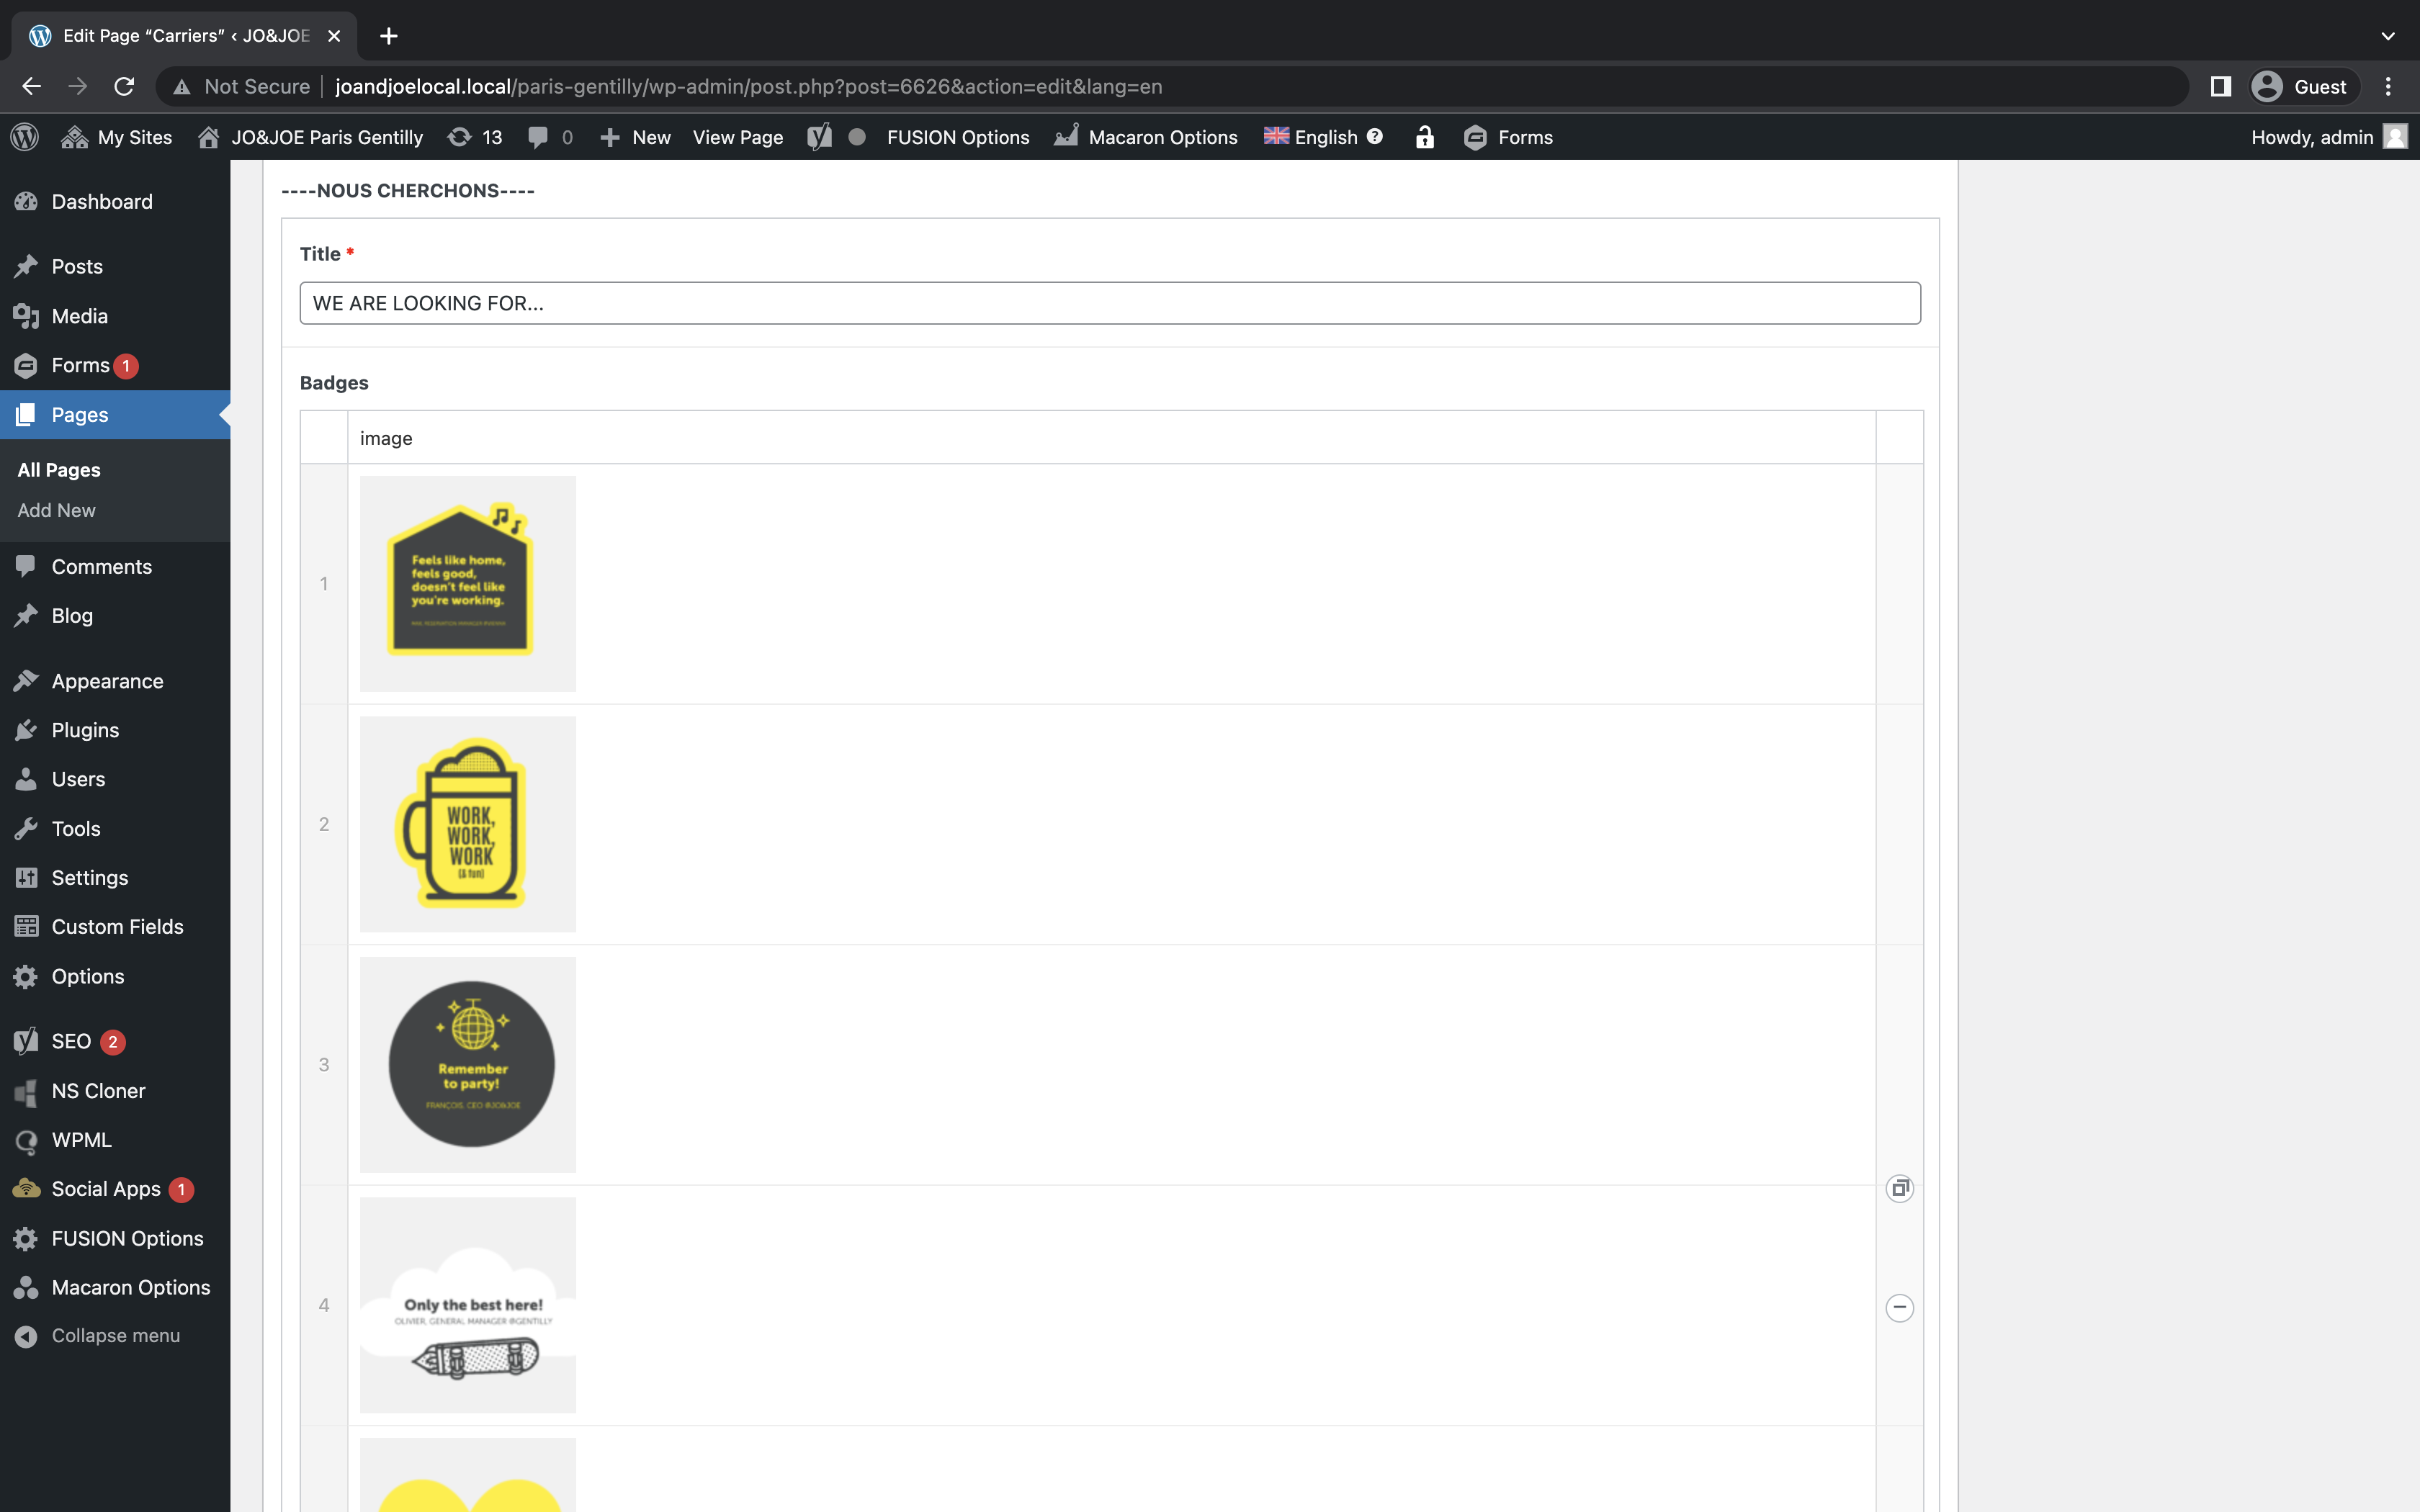 Edit Page “Carriers” ‹ JO&JOE
Not Secure joandjoelocal.local/paris-gentilly/wp-admin/post.php?post=6626&action=edit&lang=en
Guest
My Sites JO&JOE Paris Gentilly 13 0 New View Page FUSION Options Macaron Options English Forms
Howdy, admin
Dashboard
Posts
Media
Forms 1
Pages
All Pages
Add New
Comments
Blog
Appearance
Plugins
Users
Tools
Settings
Custom Fields
Options
SEO 2
NS Cloner
WPML
Social Apps 1
FUSION Options
Macaron Options
Collapse menu
----NOUS CHERCHONS----
Title *
WE ARE LOOKING FOR...
Badges
image
1
Feels like home,
feels good,
doesn't feel like
you're working.
2
WORK,
WORK,
WORK
(& fun)
3
Remember
to party!
FRANÇOIS, CEO @JO&JOE
4
Only the best here!
OLIVIER, GENERAL MANAGER @GENTILLY